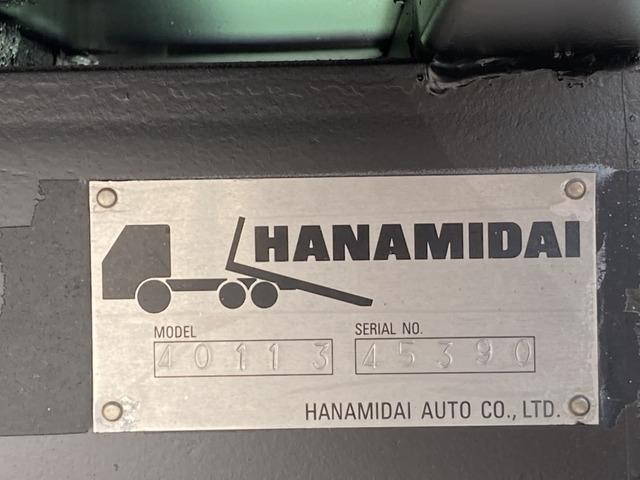 HANAMIDAI
MODEL
40113
SERIAL NO.
45390
HANAMIDAI AUTO CO., LTD.